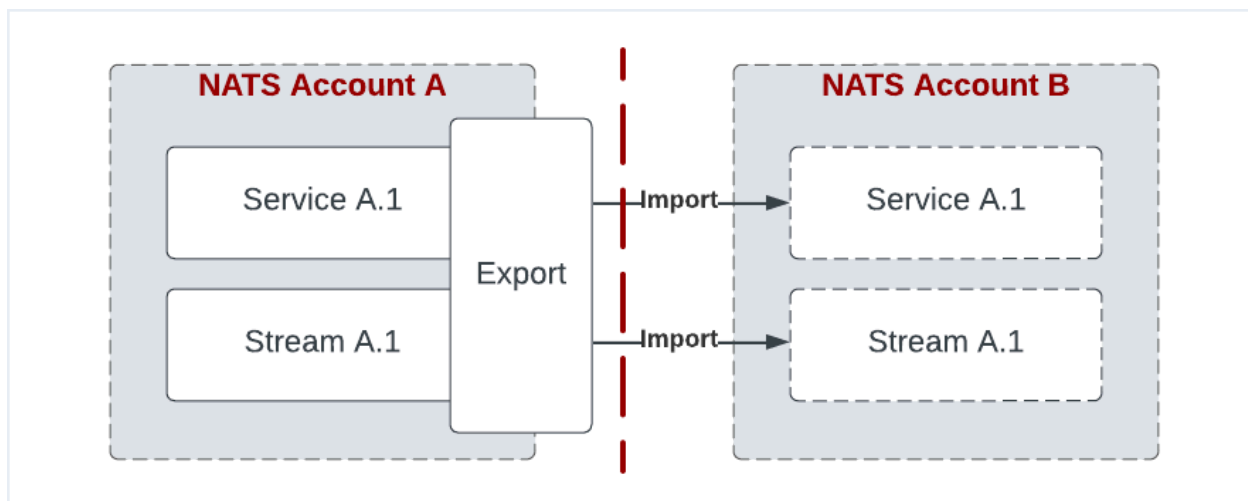 NATS Account A
NATS Account B
Service A.1
Import
Service A.1
Export
Stream A.1
Import
Stream A.1